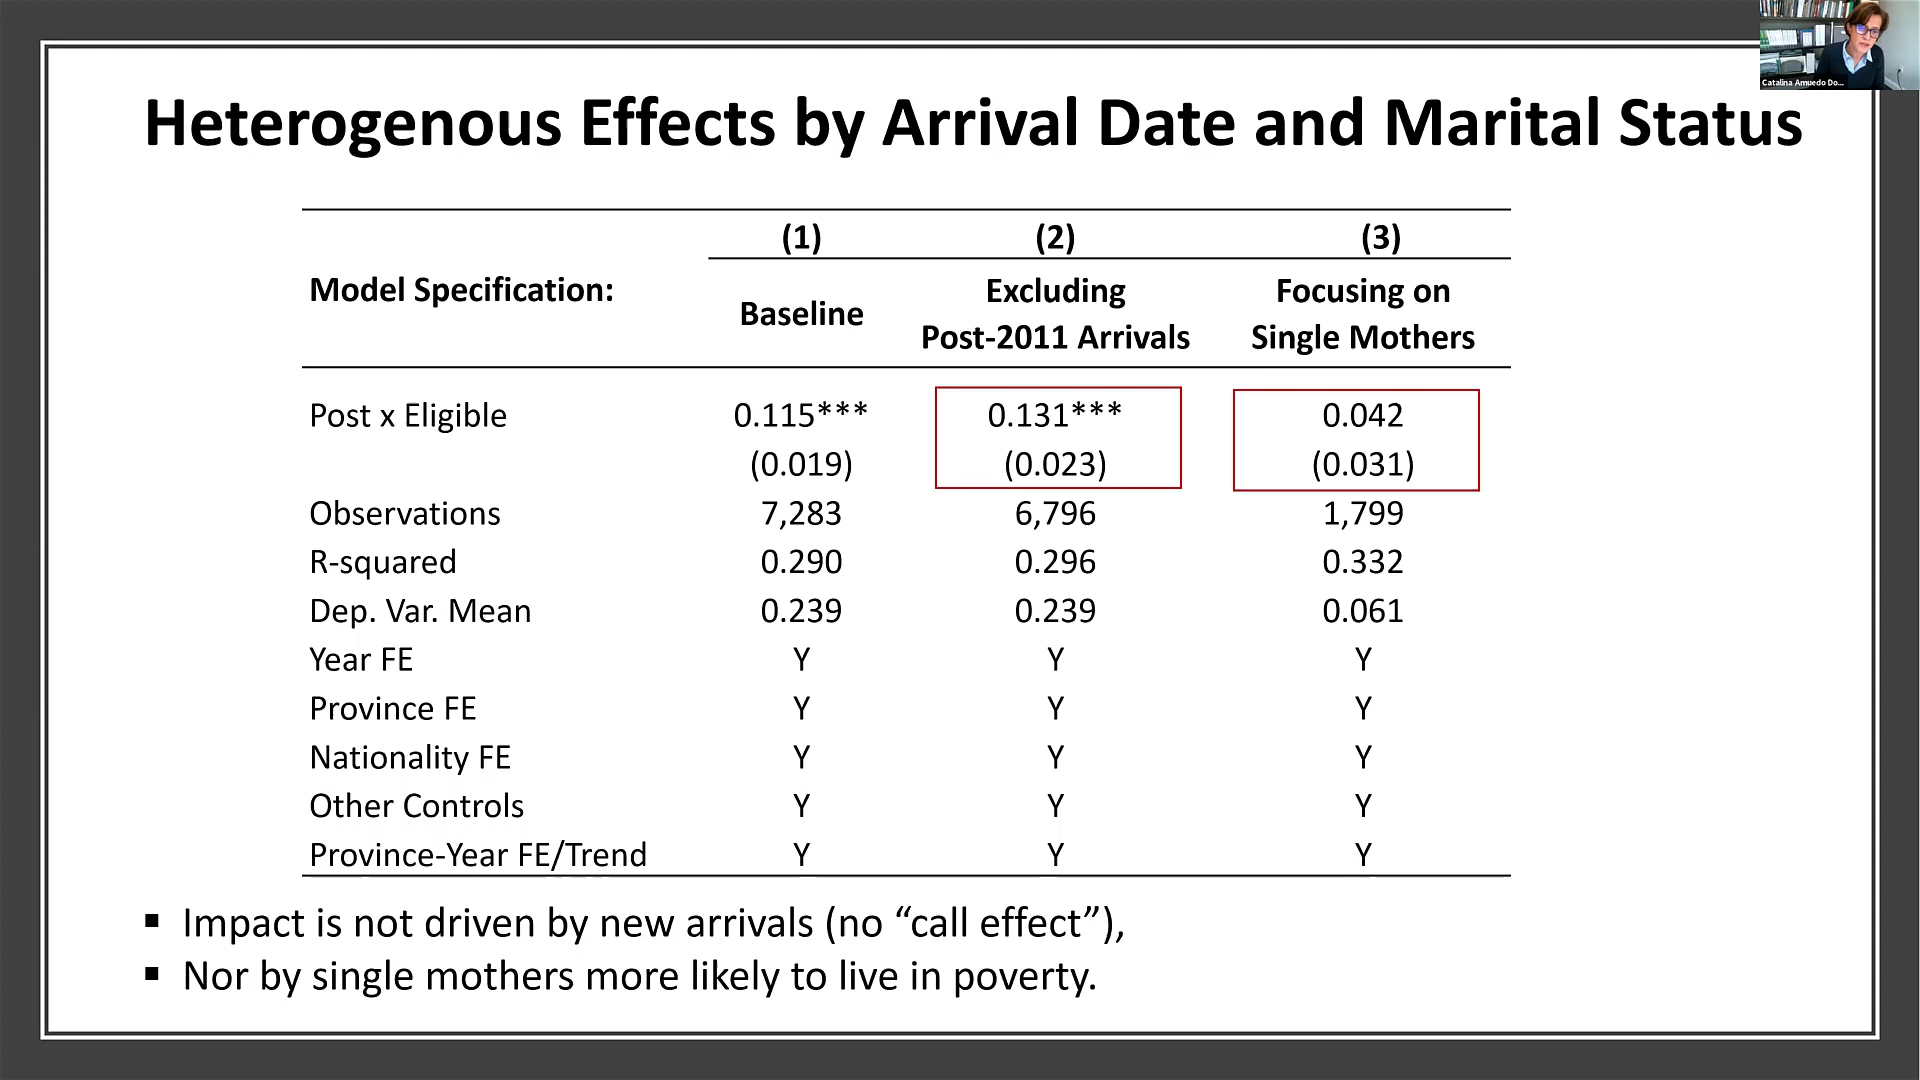 Catalina Amuedo Do...
Heterogenous Effects by Arrival Date and Marital Status
(1) (2) (3)
Model Specification: Baseline Excluding Post-2011 Arrivals Focusing on Single Mothers
Post x Eligible 0.115*** 0.131*** 0.042
(0.019) (0.023) (0.031)
Observations 7,283 6,796 1,799
R-squared 0.290 0.296 0.332
Dep. Var. Mean 0.239 0.239 0.061
Year FE Y Y Y
Province FE Y Y Y
Nationality FE Y Y Y
Other Controls Y Y Y
Province-Year FE/Trend Y Y Y
▪ Impact is not driven by new arrivals (no “call effect”),
▪ Nor by single mothers more likely to live in poverty.